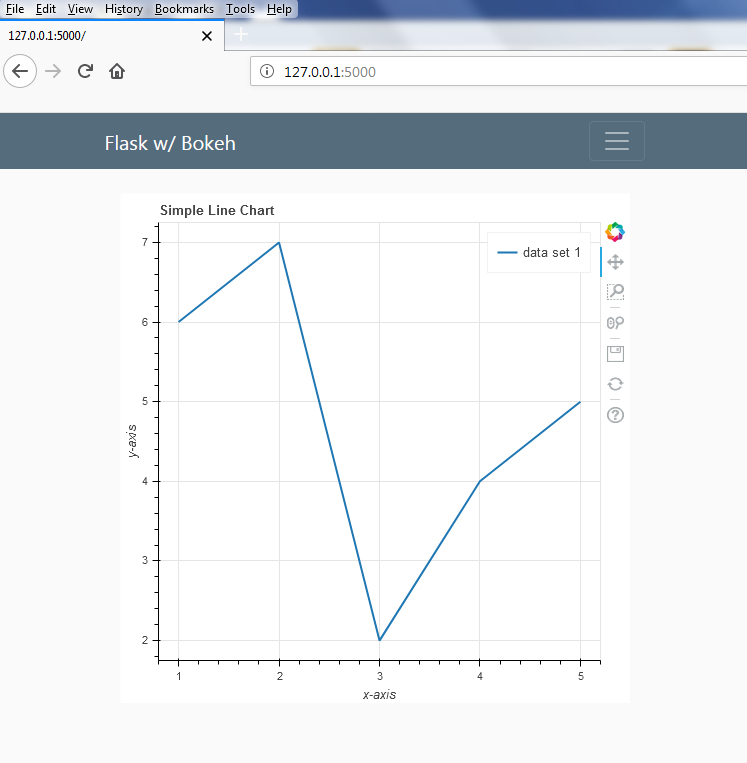 File Edit View History Bookmarks Tools Help
127.0.0.1:5000/
127.0.0.1:5000
Flask w/ Bokeh
Simple Line Chart
data set 1
7
6
5
4
3
2
y-axis
1 2 3 4 5
x-axis